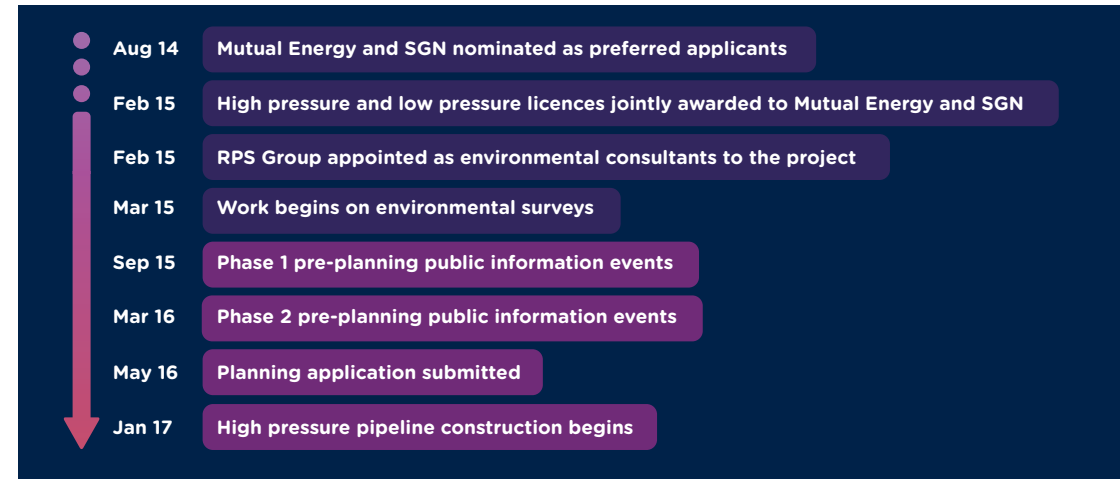 Aug 14 Mutual Energy and SGN nominated as preferred applicants
Feb 15 High pressure and low pressure licences jointly awarded to Mutual Energy and SGN
Feb 15 RPS Group appointed as environmental consultants to the project
Mar 15 Work begins on environmental surveys
Sep 15 Phase 1 pre-planning public information events
Mar 16 Phase 2 pre-planning public information events
May 16 Planning application submitted
Jan 17 High pressure pipeline construction begins